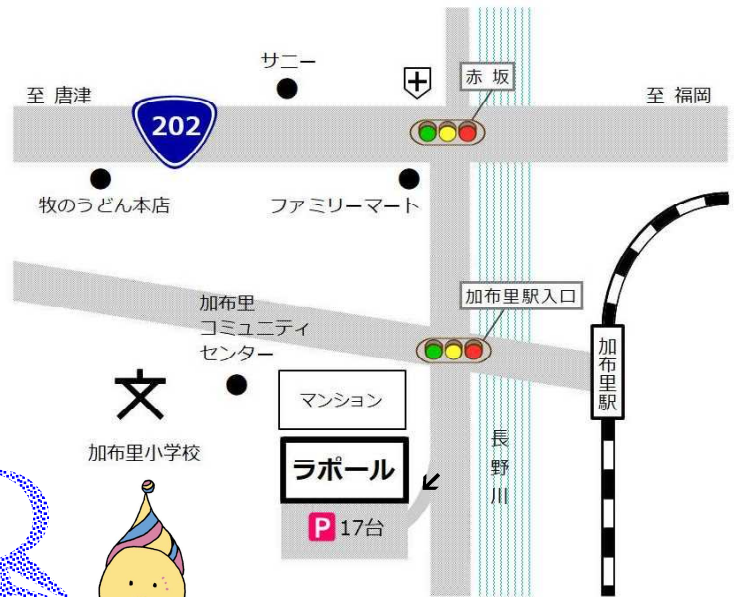 サニー
赤坂
至 唐津
至 福岡
202
牧のうどん本店
ファミリーマート
加布里駅入口
加布里
コミュニティ
センター
加布里駅
マンション
加布里小学校
長野川
ラポール
P 17台